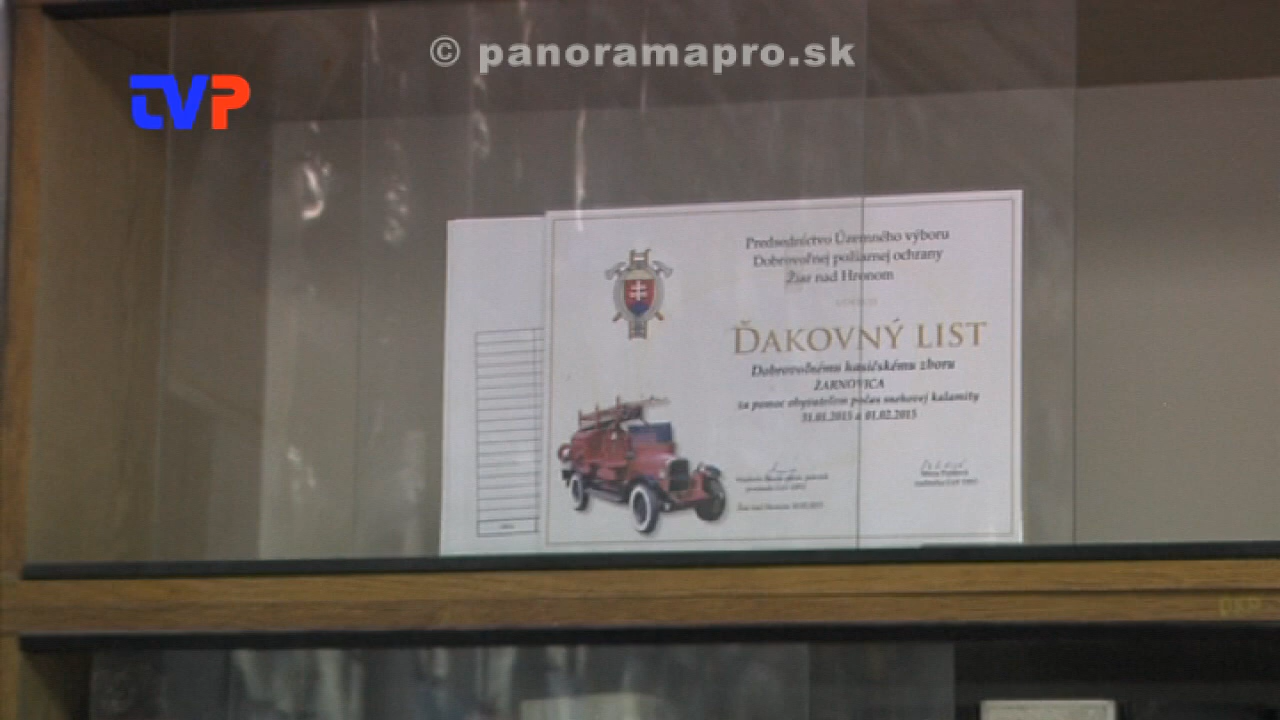 © panoramapro.sk
TVP
Predsedníctvo Územného výboru
Dobrovoľnej požiarnej ochrany
Žiar nad Hronom
ĎAKOVNÝ LIST
Dobrovoľnému hasičskému zboru
ŽARNOVICA
za pomoc obyvateľom počas snehovej kalamity
31.01.2015 a 01.02.2015